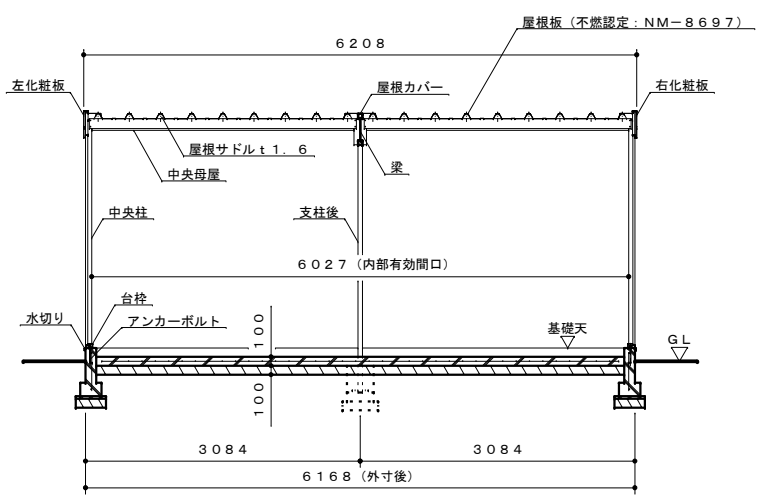 屋根板（不燃認定：ＮＭ－８６９７）
６２０８
左化粧板
屋根カバー
右化粧板
屋根サドルｔ１．６
梁
中央母屋
中央柱
支柱後
６０２７（内部有効間口）
台枠
水切り
アンカーボルト
１００
基礎天
ＧＬ
１００
３０８４
３０８４
６１６８（外寸後）